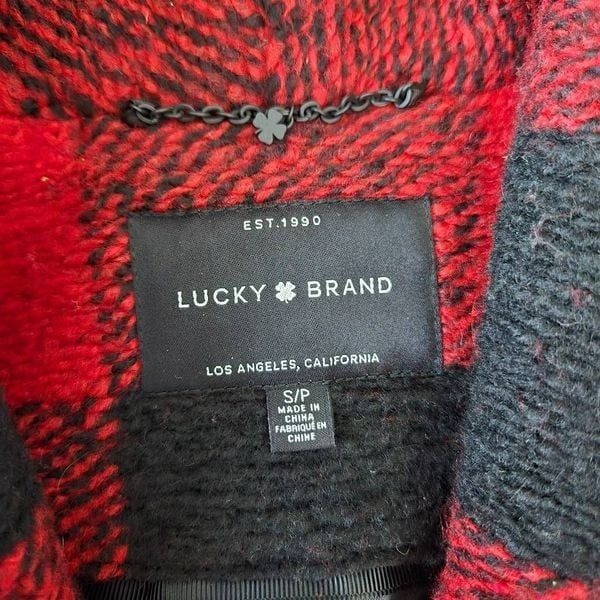 EST.1990
LUCKY BRAND
LOS ANGELES, CALIFORNIA
S/P
MADE IN
CHINA
FABRIQUÉ EN
CHINE